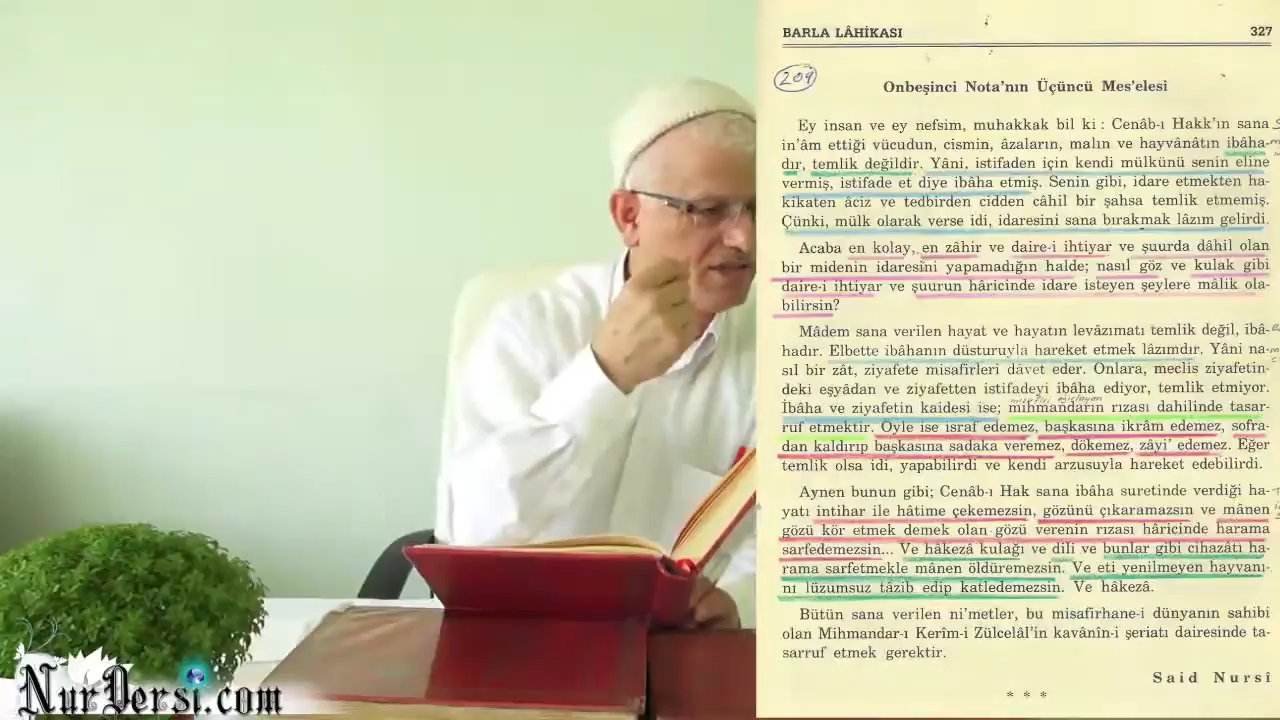 BARLA LÂHİKASI 327
209
Onbeşinci Nota'nın Üçüncü Mes'elesi
Ey insan ve ey nefsim, muhakkak bil ki : Cenâb-ı Hakk'ın sana
in'âm ettiği vücudun, cismin, âzaların, malın ve hayvânâtın ibâha-
dır, temlik değildir. Yâni, istifaden için kendi mülkünü senin eline
vermiş, istifade et diye ibâha etmiş. Senin gibi, idare etmekten ha-
kikaten âciz ve tedbirden cidden câhil bir şahsa temlik etmemiş.
Çünki, mülk olarak verse idi, idaresini sana bırakmak lâzım gelirdi.
Acaba en kolay, en zâhir ve daire-i ihtiyar ve şuurda dâhil olan
bir midenin idaresini yapamadığın halde; nasıl göz ve kulak gibi
daire-i ihtiyar ve şuurun hâricinde idare isteyen şeylere mâlik ola-
bilirsin?
Mâdem sana verilen hayat ve hayatın levâzımatı temlik değil, ibâ-
hadır. Elbette ibâhanın düsturuyla hareket etmek lâzımdır. Yâni na-
sıl bir zât, ziyafete misafirleri dâvet eder. Onlara, meclis ziyafetin-
deki eşyâdan ve ziyafetten istifadeyi ibâha ediyor, temlik etmiyor.
İbâha ve ziyafetin kaidesi ise; mihmandarın rızası dahilinde tasar-
ruf etmektir. Öyle ise israf edemez, başkasına ikrâm edemez, sofra-
dan kaldırıp başkasına sadaka veremez, dökemez, zâyi' edemez. Eğer
temlik olsa idi, yapabilirdi ve kendi arzusuyla hareket edebilirdi.
Aynen bunun gibi; Cenâb-ı Hak sana ibâha suretinde verdiği ha-
yatı intihar ile hâtime çekemezsin, gözünü çıkaramazsın ve mânen
gözü kör etmek demek olan gözü verenin rızası hâricinde harama
sarfedemezsin... Ve hâkezâ kulağı ve dili ve bunlar gibi cihazâtı ha-
rama sarfetmekle mânen öldüremezsin. Ve eti yenilmeyen hayvanı-
nı lüzumsuz tâzib edip katledemezsin. Ve hâkezâ.
Bütün sana verilen ni'metler, bu misafirhane-i dünyanın sahibi
olan Mihmandar-ı Kerîm-i Zülcelâl'in kavânîn-i şeriatı dairesinde ta-
sarruf etmek gerektir.
Said Nursî
* * *
NurDersi.com